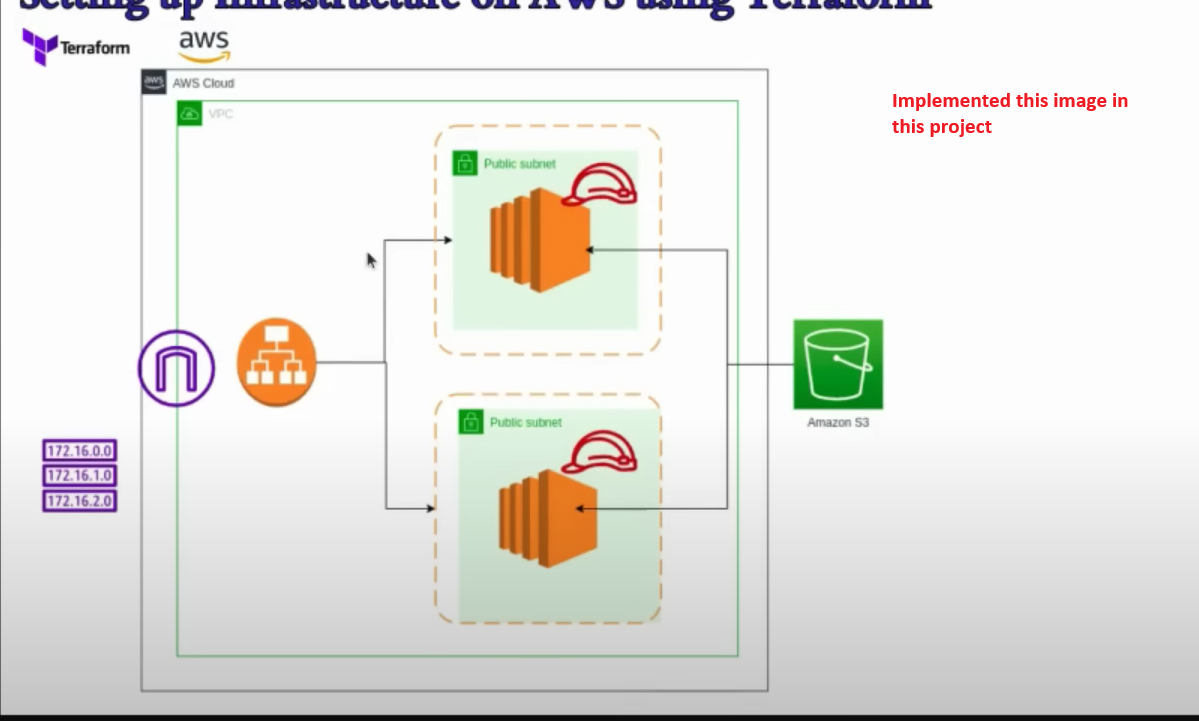 Setting up Infrastructure on AWS using Terraform
Terraform
aws
aws
AWS Cloud
VPC
Implemented this image in
this project
Public subnet
Amazon S3
Public subnet
172.16.0.0
172.16.1.0
172.16.2.0